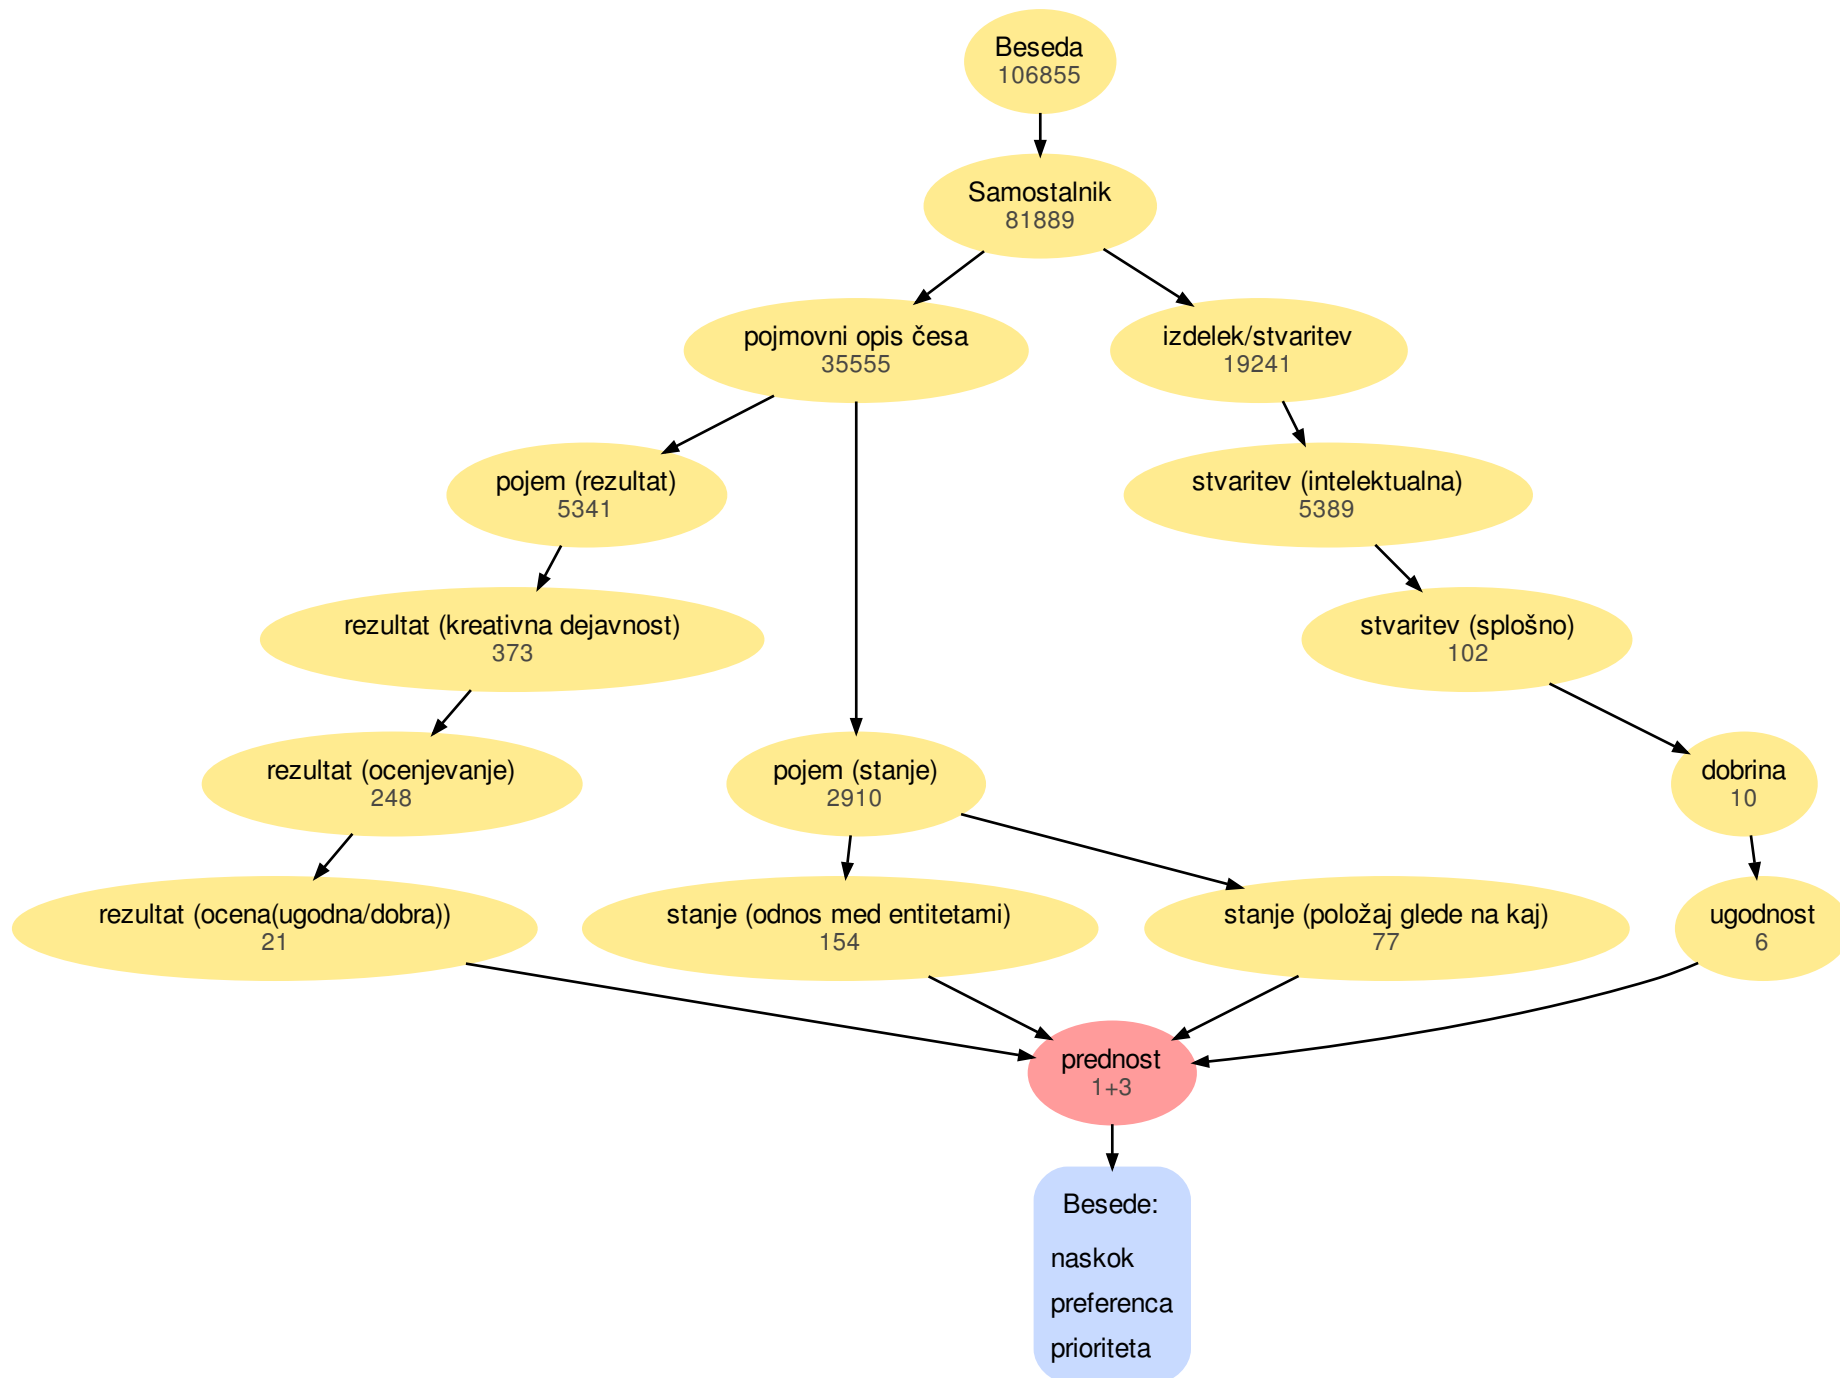 Beseda
106855
Samostalnik
81889
pojmovni opis česa
35555
izdelek/stvaritev
19241
pojem (rezultat)
5341
stvaritev (intelektualna)
5389
rezultat (kreativna dejavnost)
373
stvaritev (splošno)
102
rezultat (ocenjevanje)
248
pojem (stanje)
2910
dobrina
10
rezultat (ocena(ugodna/dobra))
21
stanje (odnos med entitetami)
154
stanje (položaj glede na kaj)
77
ugodnost
6
prednost
1+3
Besede:
naskok
preferenca
prioriteta